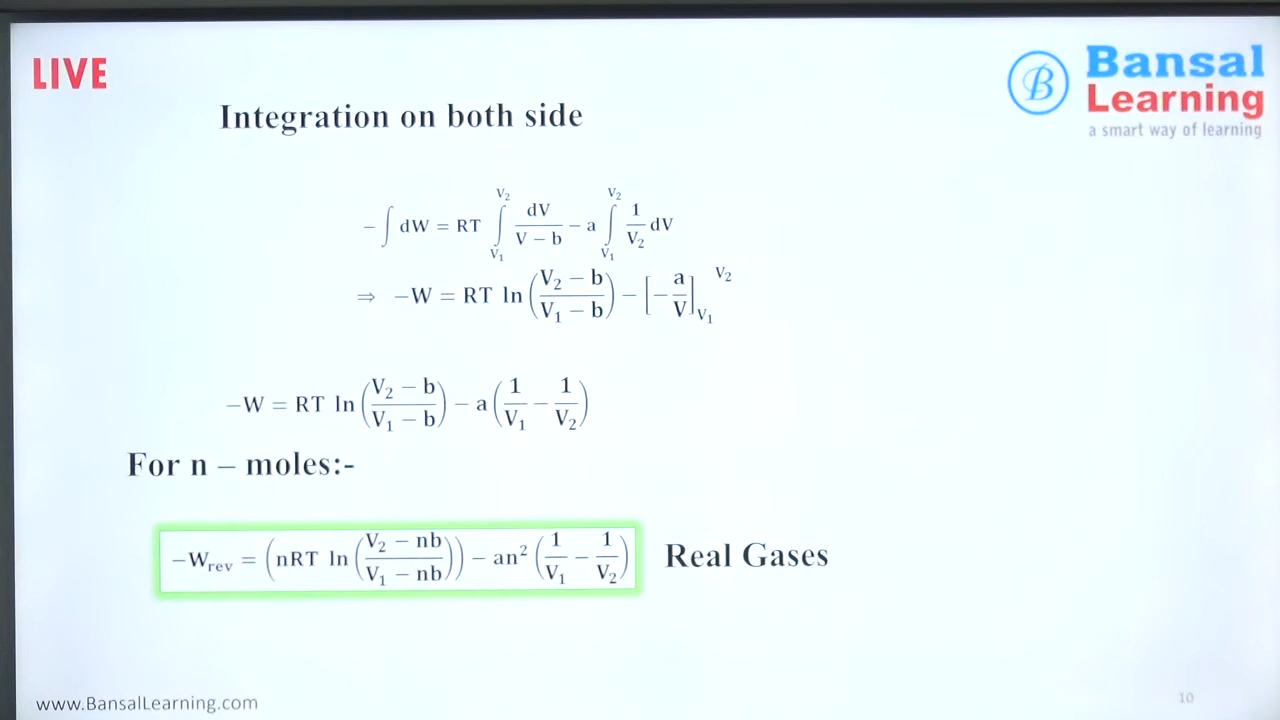 LIVE
Bansal
Learning
a smart way of learning
Integration on both side
−∫ dW = RT ∫_{V₁}^{V₂} dV/(V − b) − a ∫_{V₁}^{V₂} (1/V₂) dV
⇒ −W = RT ln((V₂ − b)/(V₁ − b)) − [−a/V]_{V₁}^{V₂}
−W = RT ln((V₂ − b)/(V₁ − b)) − a(1/V₁ − 1/V₂)
For n – moles:-
−W_{rev} = (nRT ln((V₂ − nb)/(V₁ − nb))) − an²(1/V₁ − 1/V₂) Real Gases
www.BansalLearning.com
10